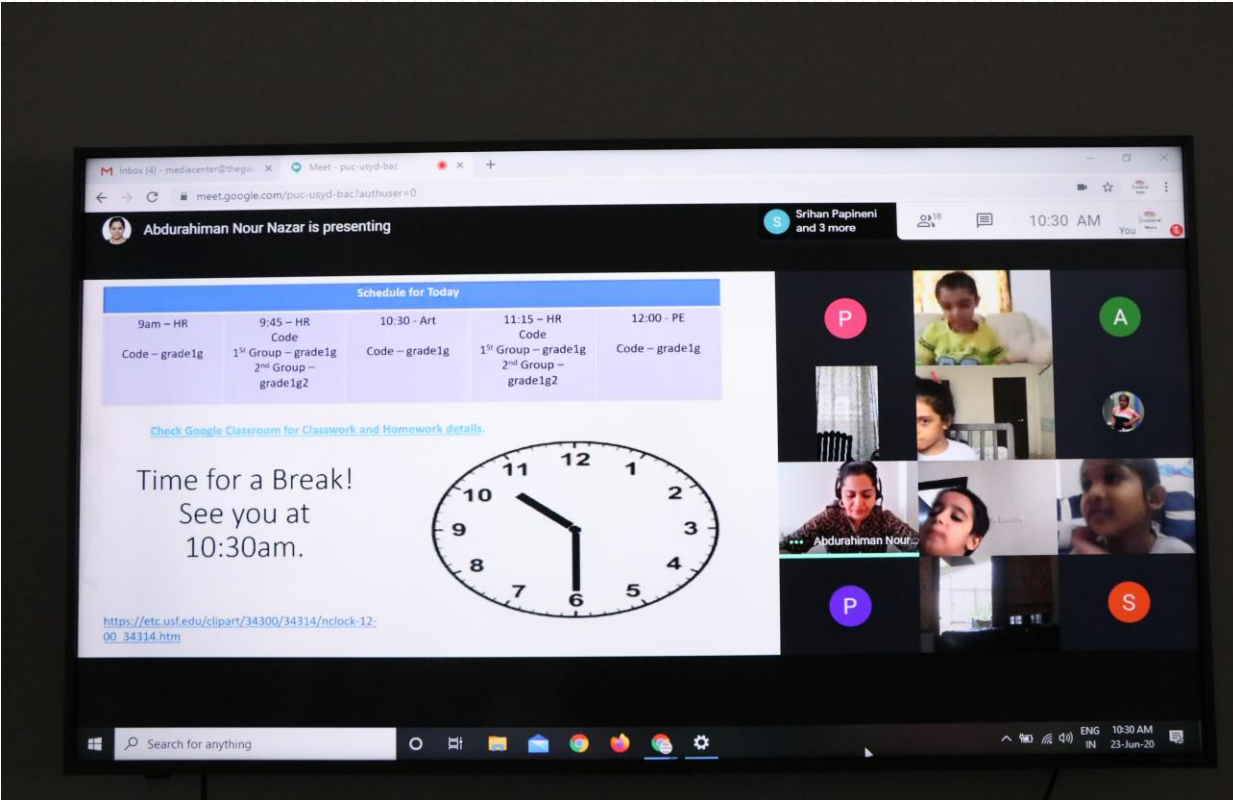 Inbox (4) - mediacenter@thega..
Meet - puc-usyd-bac
meet.google.com/puc-usyd-bac?authuser=0
Abdurahiman Nour Nazar is presenting
S
Srihan Papineni
and 3 more
18
10:30 AM
You
Schedule for Today
9am – HR
Code – grade1g
9:45 – HR
Code
1St Group – grade1g
2nd Group –
grade1g2
10:30 - Art
Code – grade1g
11:15 – HR
Code
1St Group – grade1g
2nd Group –
grade1g2
12:00 - PE
Code – grade1g
Check Google Classroom for Classwork and Homework details.
Time for a Break!
See you at
10:30am.
12
1
2
3
4
5
6
7
8
9
10
11
https://etc.usf.edu/clipart/34300/34314/nclock-12-
00_34314.htm
P
A
Abdurahiman Nour...
P
S
Search for anything
ENG
IN
10:30 AM
23-Jun-20